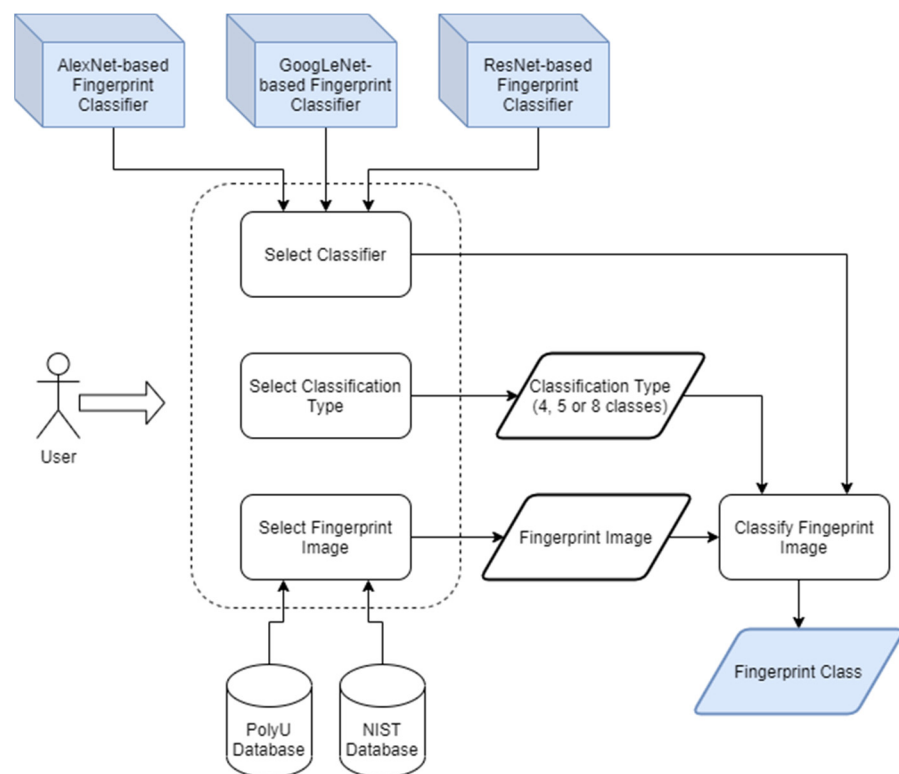 AlexNet-based
Fingerprint
Classifier
GoogLeNet-
based Fingerprint
Classifier
ResNet-based
Fingerprint
Classifier
Select Classifier
Select Classification
Type
Classification Type
(4, 5 or 8 classes)
User
Select Fingerprint
Image
Fingerprint Image
Classify Fingeprint
Image
Fingerprint Class
PolyU
Database
NIST
Database